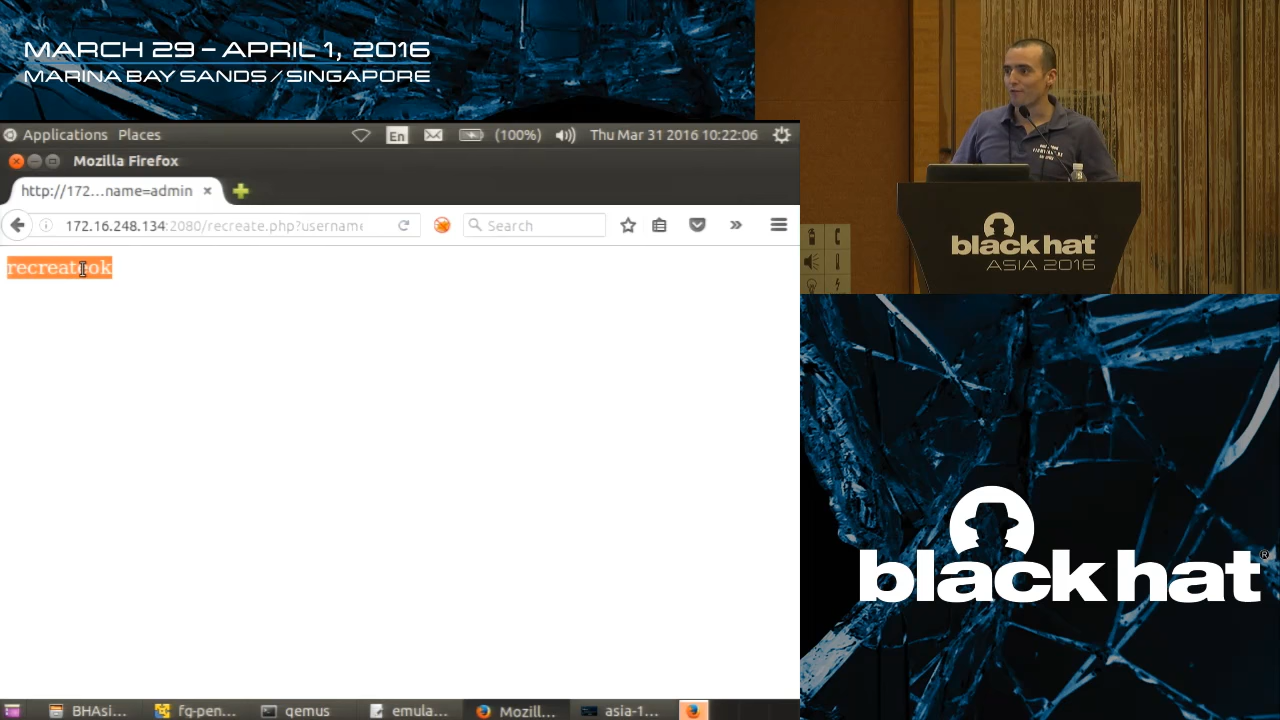 MARCH 29 – APRIL 1, 2016
MARINA BAY SANDS / SINGAPORE
Applications Places En (100%) Thu Mar 31 2016 10:22:06
Mozilla Firefox
http://172...name=admin
172.16.248.134:2080/recreate.php?username
Search
recreate ok
black hat
ASIA 2016
black hat®
BHAsi...
fq-pen...
qemus
emula...
Mozill...
asia-1...